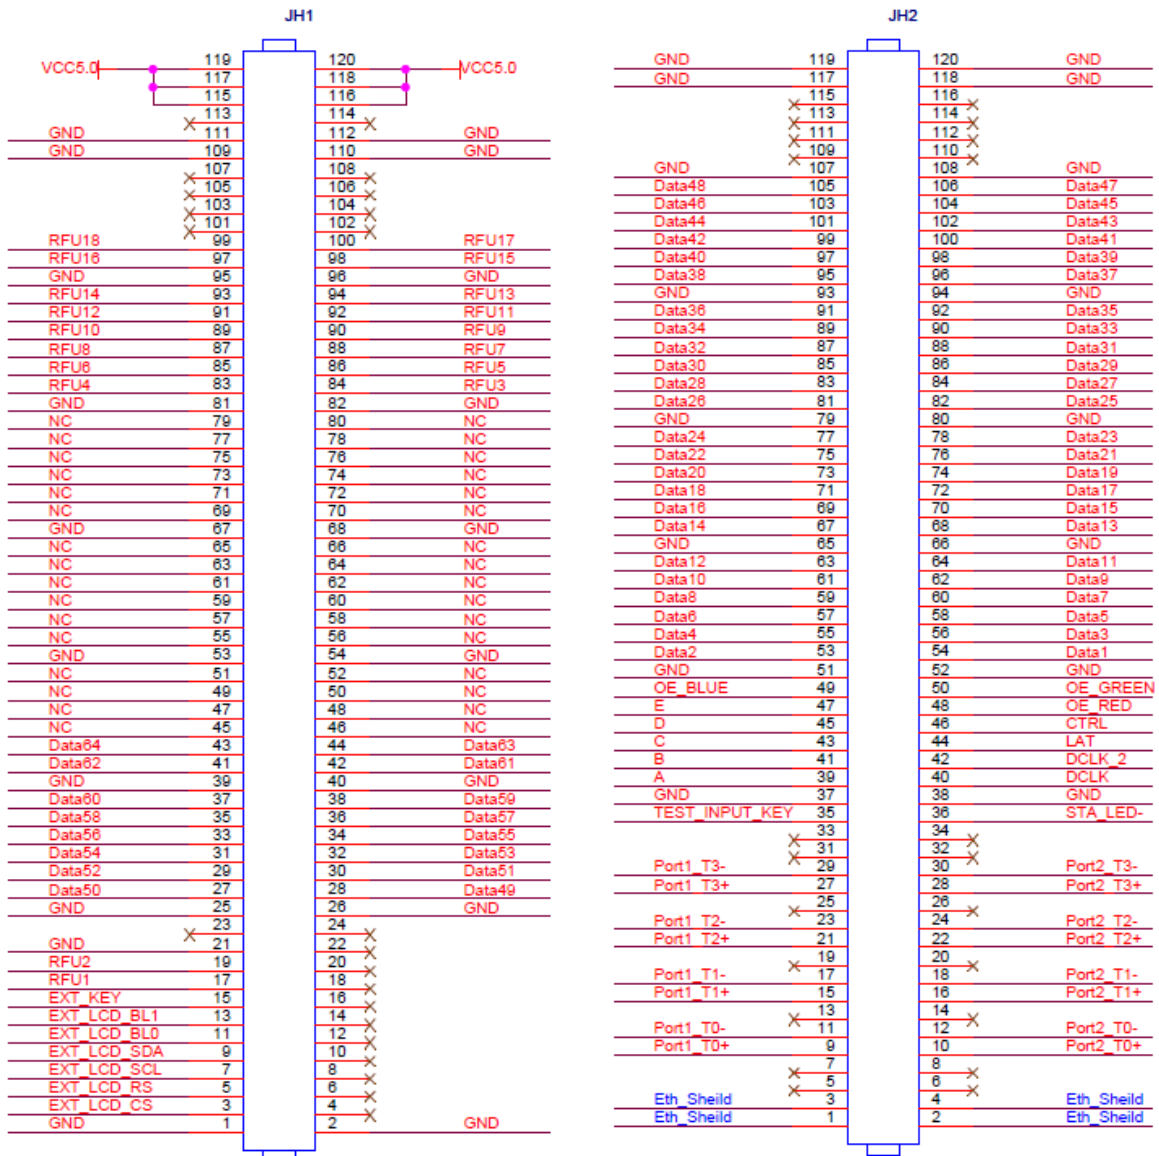 JH1 JH2
119 120 GND 119 120 GND
VCC5.0 117 118 VCC5.0 GND 117 118 GND
115 116 115 116
113 114 113 114
GND 111 112 GND 111 112
GND 109 110 GND 109 110
107 108 GND 107 108 GND
105 106 Data48 105 106 Data47
103 104 Data46 103 104 Data45
101 102 Data44 101 102 Data43
RFU18 99 100 RFU17 Data42 99 100 Data41
RFU16 97 98 RFU15 Data40 97 98 Data39
GND 95 96 GND Data38 95 96 Data37
RFU14 93 94 RFU13 GND 93 94 GND
RFU12 91 92 RFU11 Data36 91 92 Data35
RFU10 89 90 RFU9 Data34 89 90 Data33
RFU8 87 88 RFU7 Data32 87 88 Data31
RFU6 85 86 RFU5 Data30 85 86 Data29
RFU4 83 84 RFU3 Data28 83 84 Data27
GND 81 82 GND Data26 81 82 Data25
NC 79 80 NC GND 79 80 GND
NC 77 78 NC Data24 77 78 Data23
NC 75 76 NC Data22 75 76 Data21
NC 73 74 NC Data20 73 74 Data19
NC 71 72 NC Data18 71 72 Data17
NC 69 70 NC Data16 69 70 Data15
GND 67 68 GND Data14 67 68 Data13
NC 65 66 NC GND 65 66 GND
NC 63 64 NC Data12 63 64 Data11
NC 61 62 NC Data10 61 62 Data9
NC 59 60 NC Data8 59 60 Data7
NC 57 58 NC Data6 57 58 Data5
NC 55 56 NC Data4 55 56 Data3
GND 53 54 GND Data2 53 54 Data1
NC 51 52 NC GND 51 52 GND
NC 49 50 NC OE_BLUE 49 50 OE_GREEN
NC 47 48 NC E 47 48 OE_RED
NC 45 46 NC D 45 46 CTRL
Data64 43 44 Data63 C 43 44 LAT
Data62 41 42 Data61 B 41 42 DCLK_2
GND 39 40 GND A 39 40 DCLK
Data60 37 38 Data59 GND 37 38 GND
Data58 35 36 Data57 TEST_INPUT_KEY 35 36 STA_LED-
Data56 33 34 Data55 33 34
Data54 31 32 Data53 31 32
Data52 29 30 Data51 Port1_T3- 29 30 Port2_T3-
Data50 27 28 Data49 Port1_T3+ 27 28 Port2_T3+
GND 25 26 GND 25 26
23 24 Port1_T2- 23 24 Port2_T2-
GND 21 22 Port1_T2+ 21 22 Port2_T2+
RFU2 19 20 19 20
RFU1 17 18 Port1_T1- 17 18 Port2_T1-
EXT_KEY 15 16 Port1_T1+ 15 16 Port2_T1+
EXT_LCD_BL1 13 14 13 14
EXT_LCD_BL0 11 12 Port1_T0- 11 12 Port2_T0-
EXT_LCD_SDA 9 10 Port1_T0+ 9 10 Port2_T0+
EXT_LCD_SCL 7 8 7 8
EXT_LCD_RS 5 6 5 6
EXT_LCD_CS 3 4 Eth_Sheild 3 4 Eth_Sheild
GND 1 2 GND Eth_Sheild 1 2 Eth_Sheild